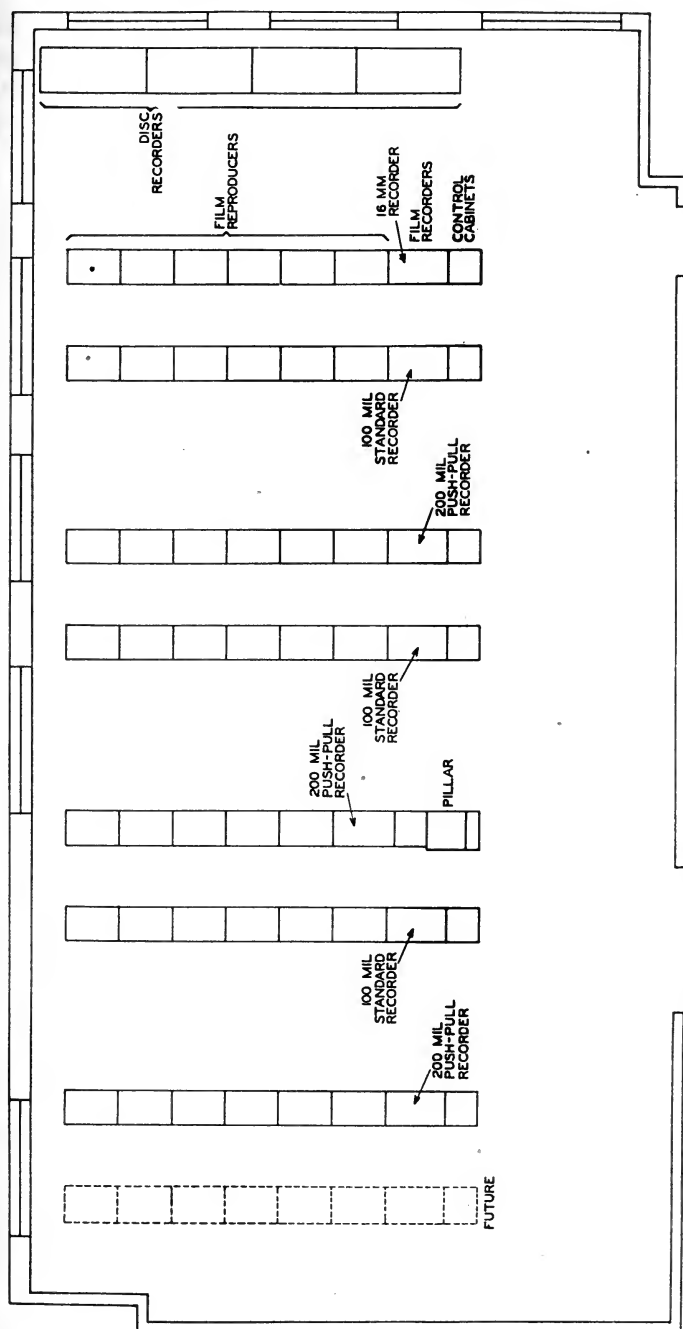 DISC
RECORDERS
FILM
REPRODUCERS
16 MM
RECORDER
FILM
RECORDERS
CONTROL
CABINETS
100 MIL
STANDARD
RECORDER
200 MIL
PUSH-PULL
RECORDER
100 MIL
STANDARD
RECORDER
200 MIL
PUSH-PULL
RECORDER
PILLAR
100 MIL
STANDARD
RECORDER
200 MIL
PUSH-PULL
RECORDER
FUTURE